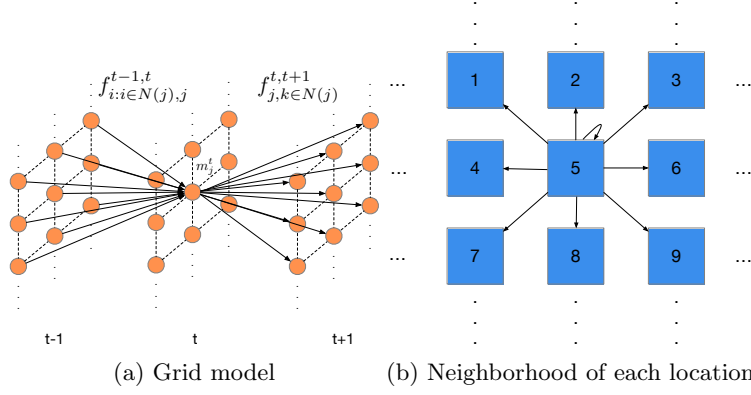 f^{t-1,t}_{i:i∈N(j),j}
f^{t,t+1}_{j,k∈N(j)}
m^t_j
t-1 t t+1
(a) Grid model
... 1 2 3 ...
4 5 6
... 7 8 9 ...
(b) Neighborhood of each location